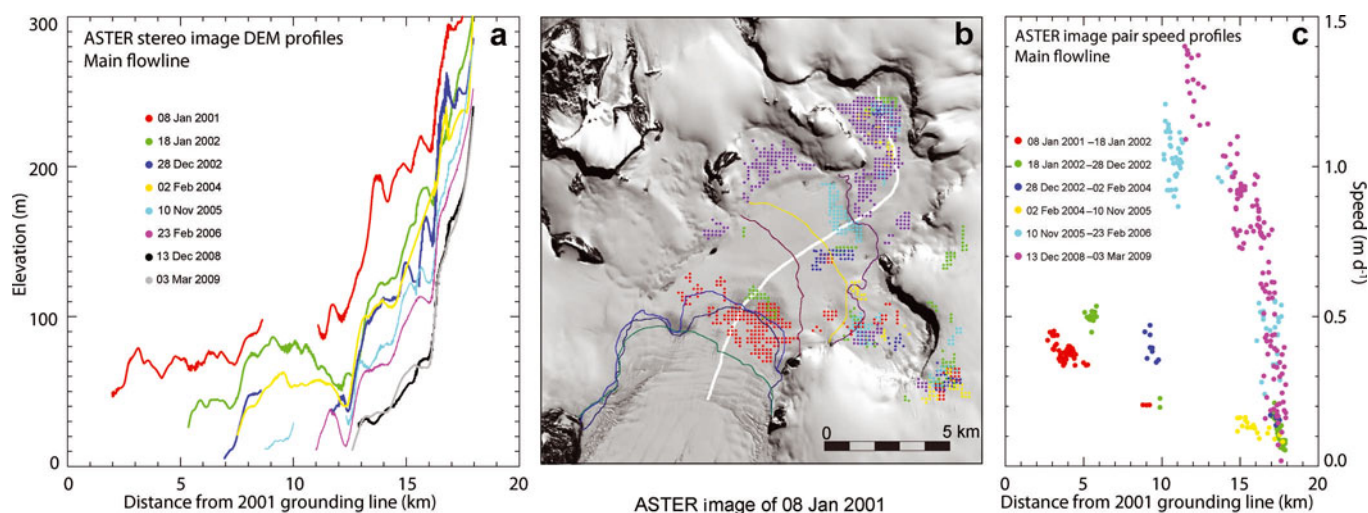 ASTER stereo image DEM profiles
Main flowline
a
08 Jan 2001
18 Jan 2002
28 Dec 2002
02 Feb 2004
10 Nov 2005
23 Feb 2006
13 Dec 2008
03 Mar 2009
Elevation (m)
300
200
100
0
0
5
10
15
20
Distance from 2001 grounding line (km)
b
0
5 km
ASTER image of 08 Jan 2001
ASTER image pair speed profiles
Main flowline
c
08 Jan 2001 –18 Jan 2002
18 Jan 2002–28 Dec 2002
28 Dec 2002–02 Feb 2004
02 Feb 2004–10 Nov 2005
10 Nov 2005–23 Feb 2006
13 Dec 2008–03 Mar 2009
1.5
1.0
0.5
0.0
Speed (m d⁻¹)
0
5
10
15
20
Distance from 2001 grounding line (km)